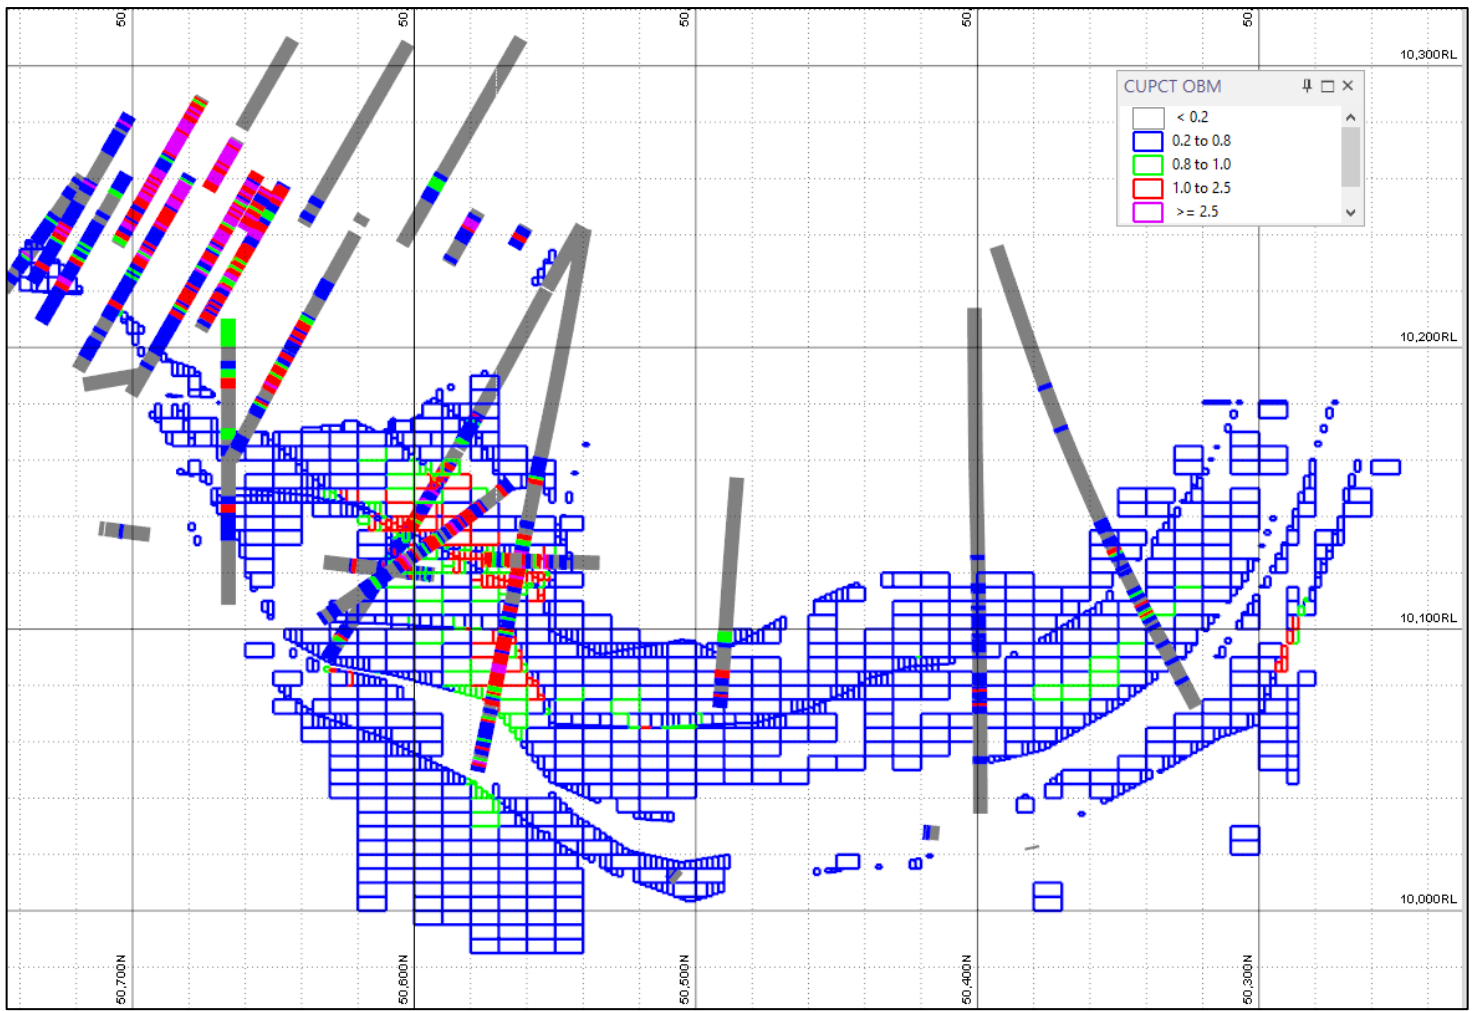 50,
50,
50,
50,
10,300RL
CUPCT OBM
< 0.2
0.2 to 0.8
0.8 to 1.0
1.0 to 2.5
>= 2.5
10,200RL
10,100RL
10,000RL
50,700N
50,600N
50,500N
50,400N
50,300N